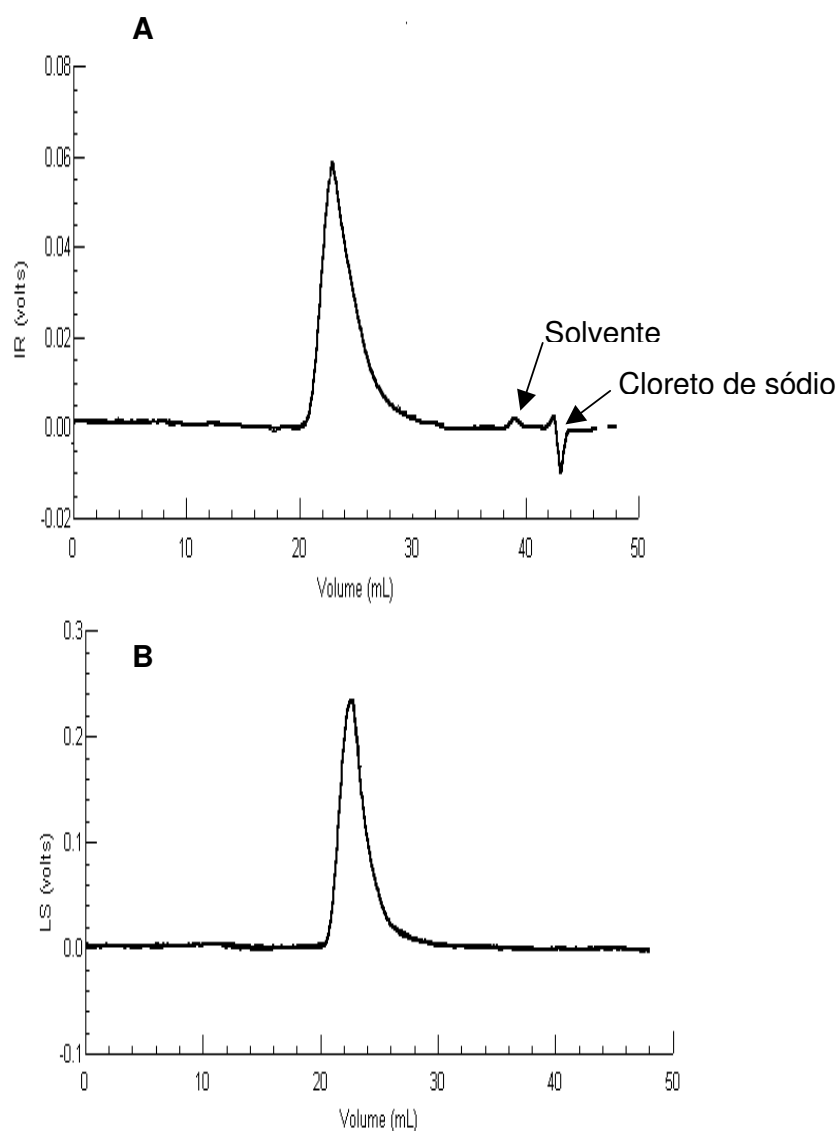 A
0.08
0.06
0.04
0.02
0.00
-0.02
IR (volts)
Solvente
Cloreto de sódio
0 10 20 30 40 50
Volume (mL)
B
0.3
0.2
0.1
0.0
-0.1
LS (volts)
0 10 20 30 40 50
Volume (mL)